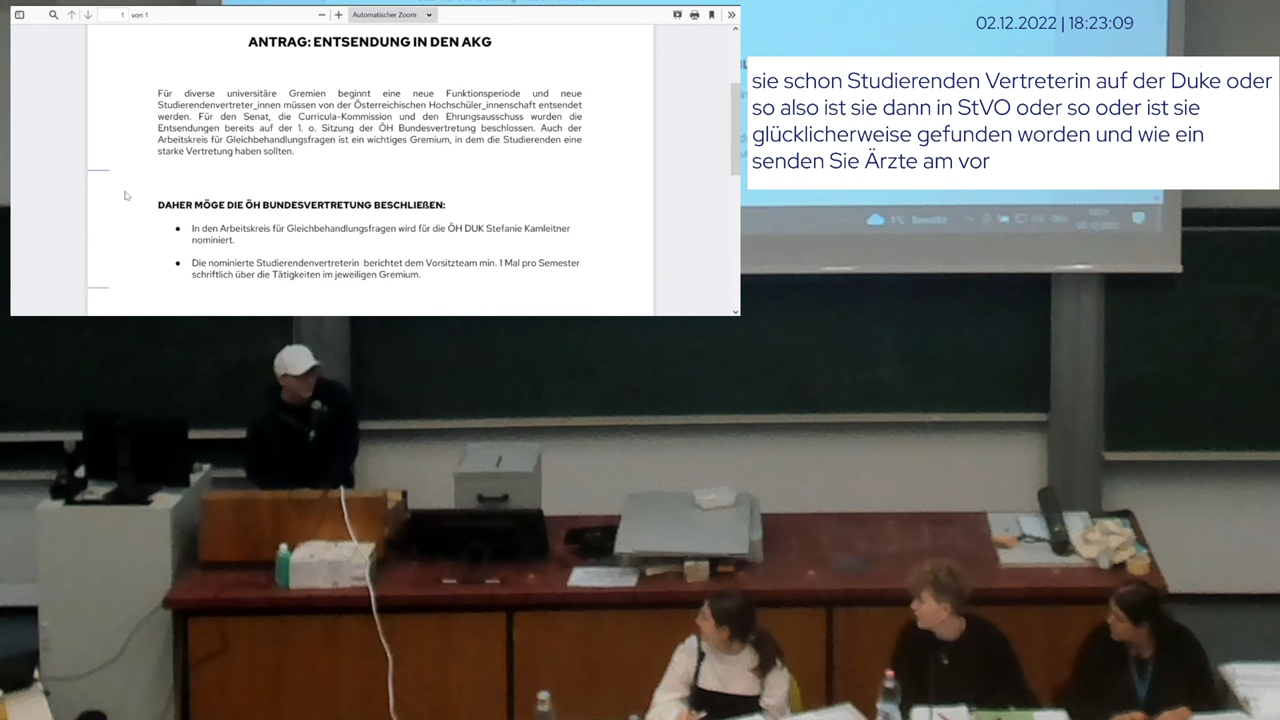 1 von 1
Automatischer Zoom
ANTRAG: ENTSENDUNG IN DEN AKG
Für diverse universitäre Gremien beginnt eine neue Funktionsperiode und neue
Studierendenvertreter_innen müssen von der Österreichischen Hochschüler_innenschaft entsendet
werden. Für den Senat, die Curricula-Kommission und den Ehrungsausschuss wurden die
Entsendungen bereits auf der 1. o. Sitzung der ÖH Bundesvertretung beschlossen. Auch der
Arbeitskreis für Gleichbehandlungsfragen ist ein wichtiges Gremium, in dem die Studierenden eine
starke Vertretung haben sollten.
DAHER MÖGE DIE ÖH BUNDESVERTRETUNG BESCHLIEßEN:
● In den Arbeitskreis für Gleichbehandlungsfragen wird für die ÖH DUK Stefanie Kamleitner
nominiert.
● Die nominierte Studierendenvertreterin berichtet dem Vorsitzteam min. 1 Mal pro Semester
schriftlich über die Tätigkeiten im jeweiligen Gremium.
02.12.2022 | 18:23:09
sie schon Studierenden Vertreterin auf der Duke oder
so also ist sie dann in StVO oder so oder ist sie
glücklicherweise gefunden worden und wie ein
senden Sie Ärzte am vor
1°C Bewölkt